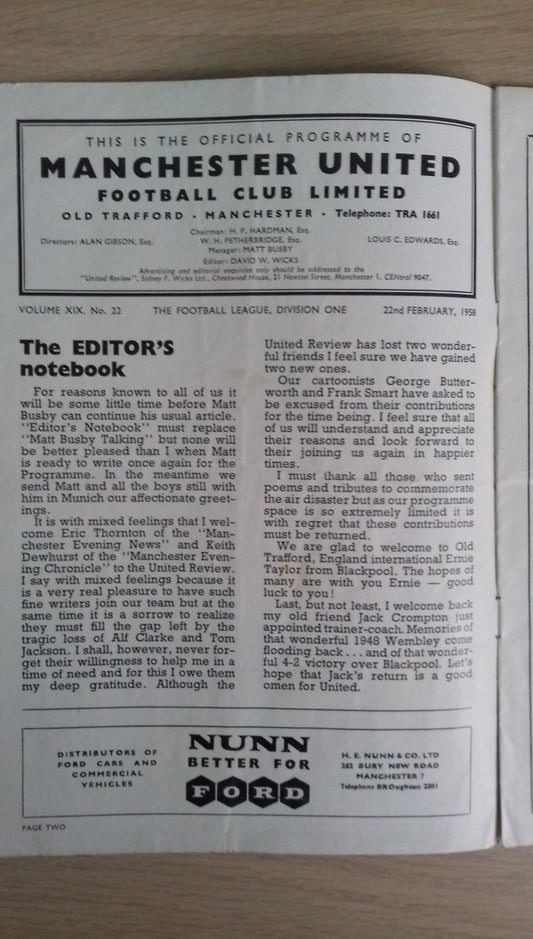 THIS IS THE OFFICIAL PROGRAMME OF
MANCHESTER UNITED
FOOTBALL CLUB LIMITED
OLD TRAFFORD • MANCHESTER • Telephone: TRA 1661
Chairman: H. P. HARDMAN, Esq.
Directors: ALAN GIBSON, Esq. W. H. PETHERBRIDGE, Esq. LOUIS C. EDWARDS, Esq.
Manager: MATT BUSBY
Editor: DAVID W. WICKS
Advertising and editorial enquiries only should be addressed to the
"United Review", Sidney F. Wicks Ltd., Cheetwood House, 21 Newton Street, Manchester 1. CENtral 9047.
VOLUME XIX. No. 22 THE FOOTBALL LEAGUE, DIVISION ONE 22nd FEBRUARY, 1958
The EDITOR'S
notebook
For reasons known to all of us it
will be some little time before Matt
Busby can continue his usual article.
"Editor's Notebook" must replace
"Matt Busby Talking" but none will
be better pleased than I when Matt
is ready to write once again for the
Programme. In the meantime we
send Matt and all the boys still with
him in Munich our affectionate greet-
ings.
It is with mixed feelings that I wel-
come Eric Thornton of the "Man-
chester Evening News" and Keith
Dewhurst of the "Manchester Even-
ing Chronicle" to the United Review.
I say with mixed feelings because it
is a very real pleasure to have such
fine writers join our team but at the
same time it is a sorrow to realize
they must fill the gap left by the
tragic loss of Alf Clarke and Tom
Jackson. I shall, however, never for-
get their willingness to help me in a
time of need and for this I owe them
my deep gratitude. Although the
United Review has lost two wonder-
ful friends I feel sure we have gained
two new ones.
Our cartoonists George Butter-
worth and Frank Smart have asked to
be excused from their contributions
for the time being. I feel sure that all
of us will understand and appreciate
their reasons and look forward to
their joining us again in happier
times.
I must thank all those who sent
poems and tributes to commemorate
the air disaster but as our programme
space is so extremely limited it is
with regret that these contributions
must be returned.
We are glad to welcome to Old
Trafford, England international Ernie
Taylor from Blackpool. The hopes of
many are with you Ernie — good
luck to you!
Last, but not least, I welcome back
my old friend Jack Crompton just
appointed trainer-coach. Memories of
that wonderful 1948 Wembley come
flooding back . . . and of that wonder-
ful 4-2 victory over Blackpool. Let's
hope that Jack's return is a good
omen for United.
DISTRIBUTORS OF
FORD CARS AND
COMMERCIAL
VEHICLES
NUNN
BETTER FOR
FORD
H. E. NUNN & CO. LTD
282 BURY NEW ROAD
MANCHESTER 7
Telephone BROughton 2201
PAGE TWO